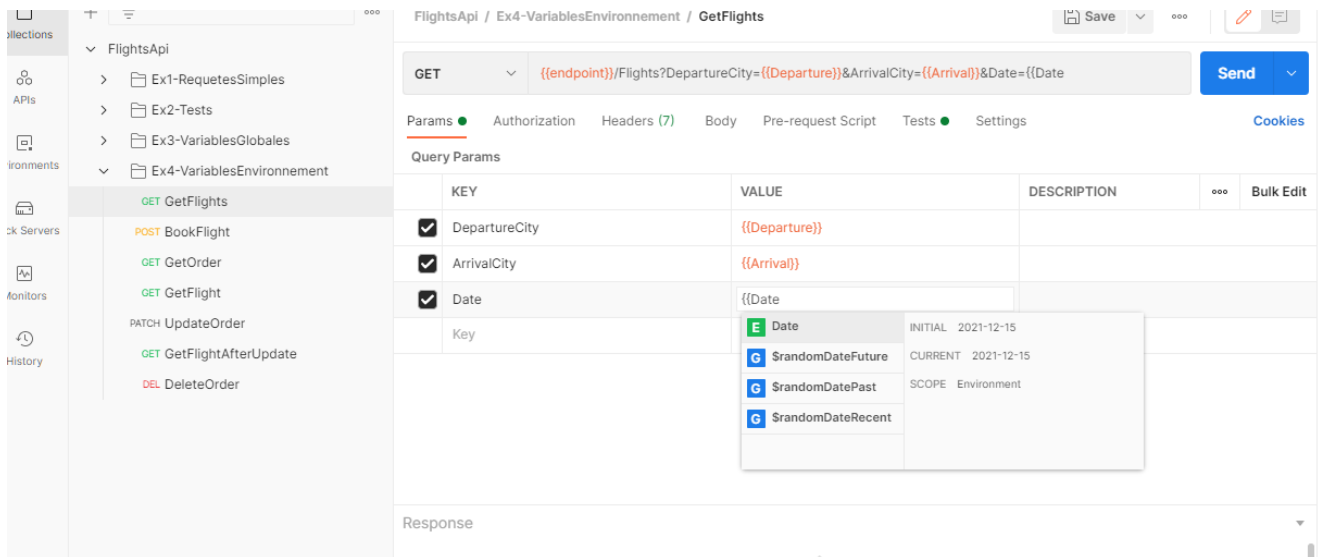 FlightsApi / Ex4-VariablesEnvironnement / GetFlights
Save
FlightsApi
Ex1-RequetesSimples
Ex2-Tests
Ex3-VariablesGlobales
Ex4-VariablesEnvironnement
GET GetFlights
POST BookFlight
GET GetOrder
GET GetFlight
PATCH UpdateOrder
GET GetFlightAfterUpdate
DEL DeleteOrder
ollections
APIs
ironments
ck Servers
Monitors
History
GET {{endpoint}}/Flights?DepartureCity={{Departure}}&ArrivalCity={{Arrival}}&Date={{Date Send
Params Authorization Headers (7) Body Pre-request Script Tests Settings Cookies
Query Params
KEY VALUE DESCRIPTION Bulk Edit
DepartureCity {{Departure}}
ArrivalCity {{Arrival}}
Date {{Date
Key
E Date
G $randomDateFuture
G $randomDatePast
G $randomDateRecent
INITIAL 2021-12-15
CURRENT 2021-12-15
SCOPE Environment
Response